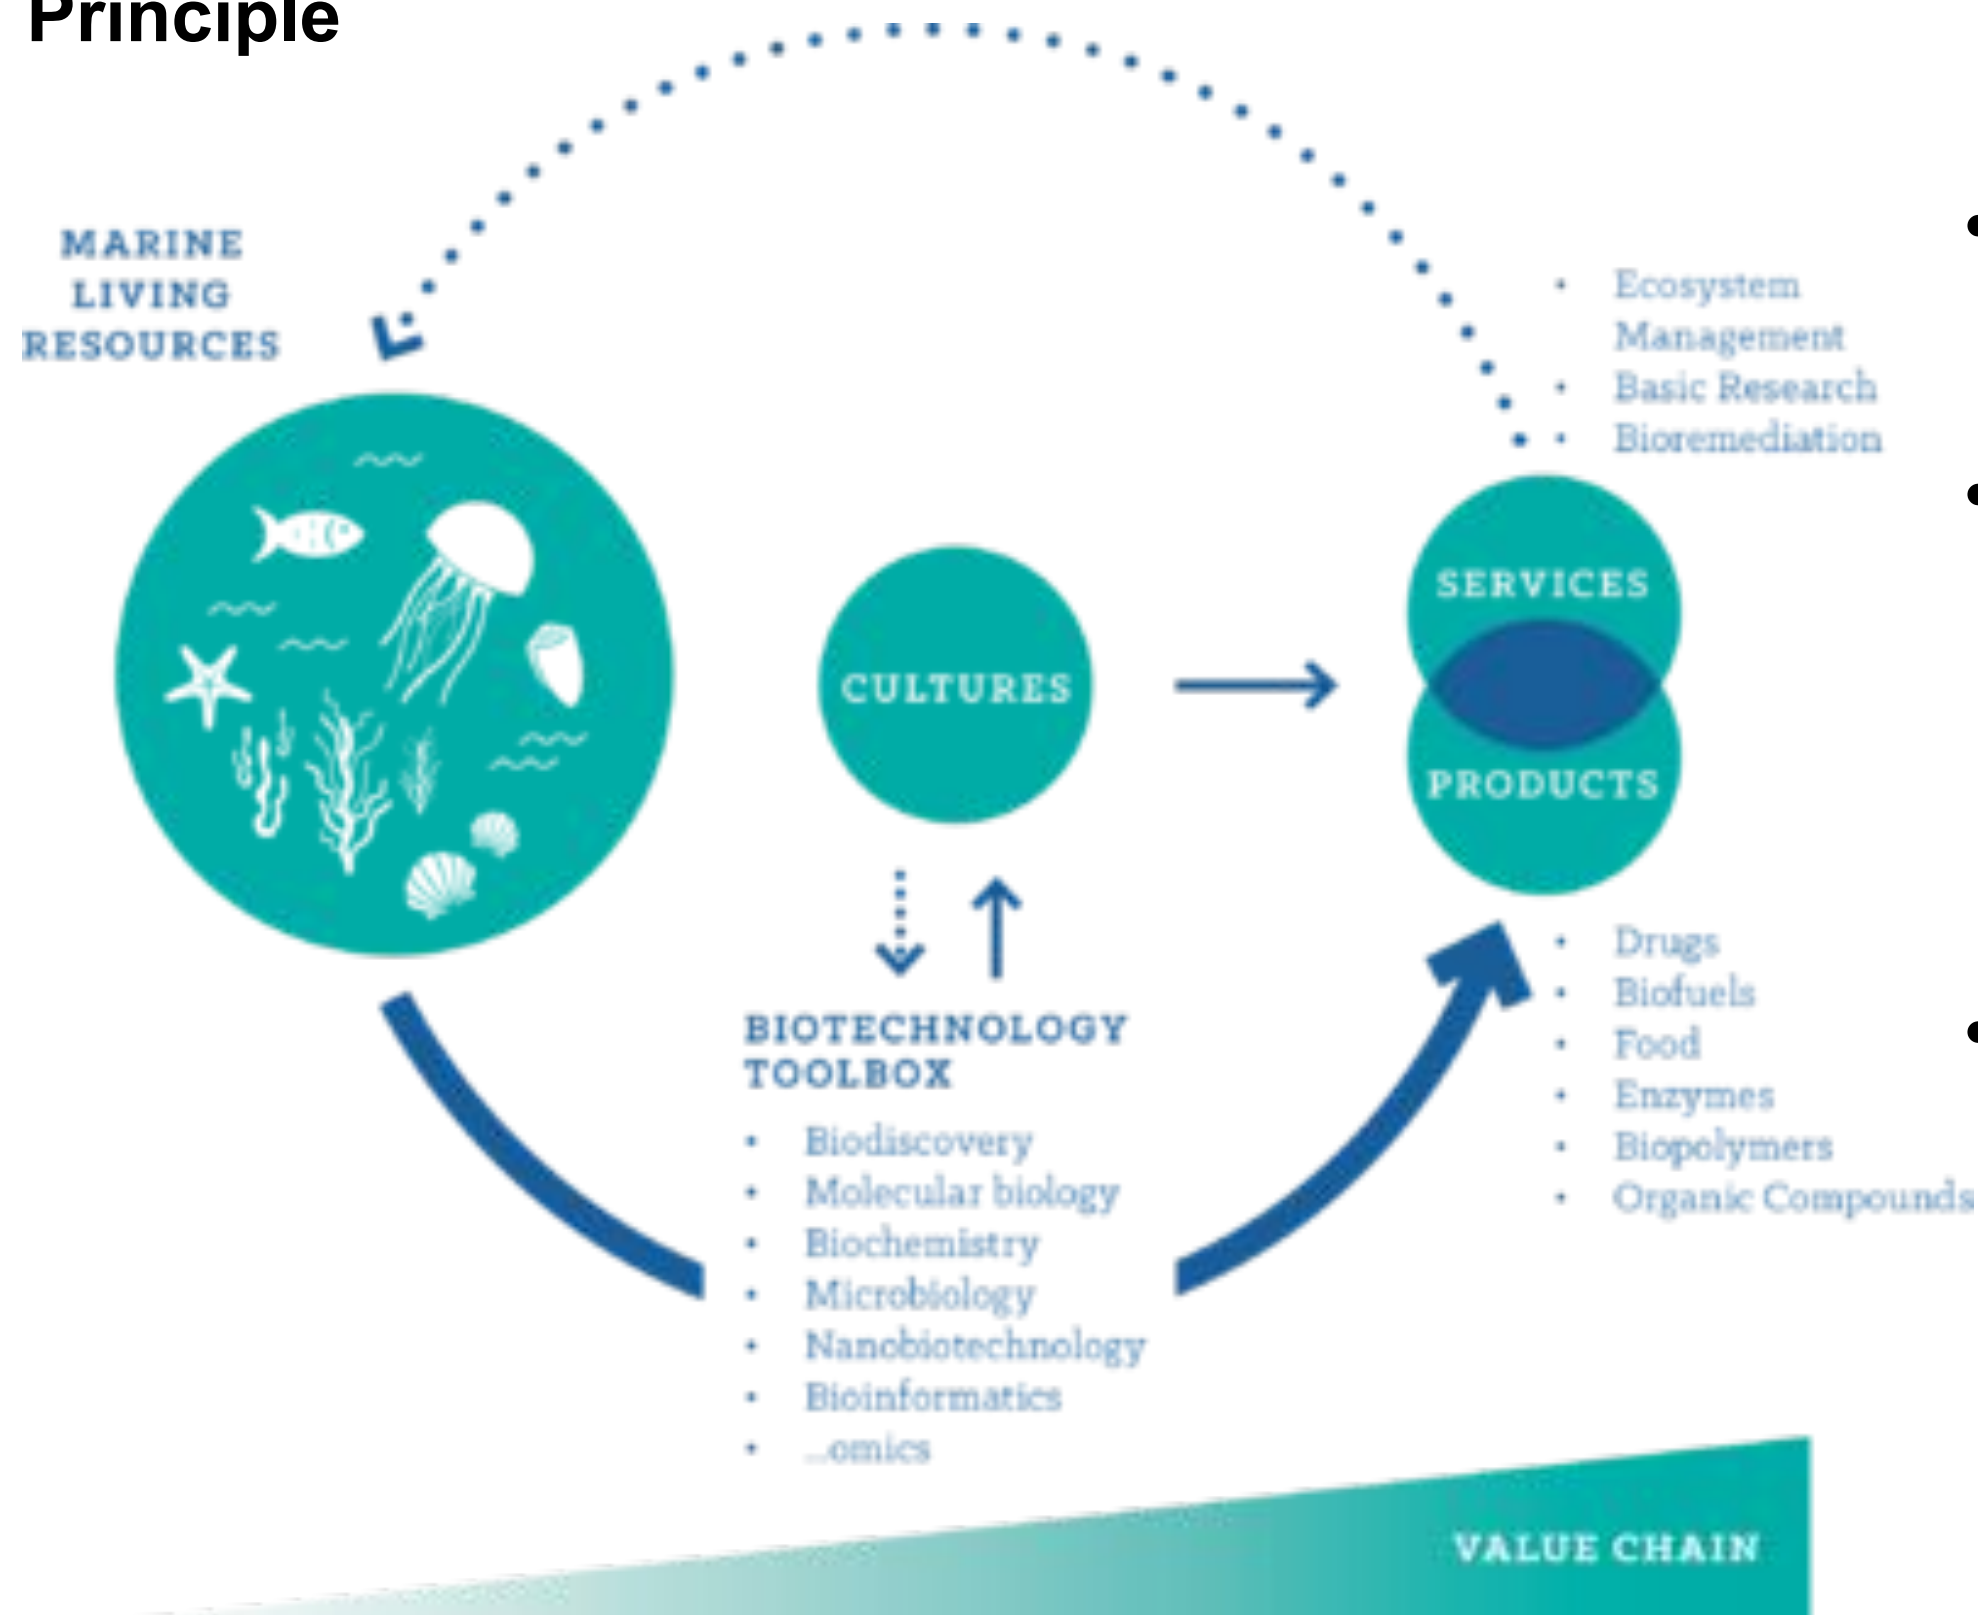 Principle
MARINE
LIVING
RESOURCES
• Ecosystem
Management
• Basic Research
• Bioremediation
SERVICES
CULTURES
PRODUCTS
• Drugs
• Biofuels
• Food
• Enzymes
• Biopolymers
• Organic Compounds
BIOTECHNOLOGY
TOOLBOX
• Biodiscovery
• Molecular biology
• Biochemistry
• Microbiology
• Nanobiotechnology
• Bioinformatics
• ...omics
VALUE CHAIN